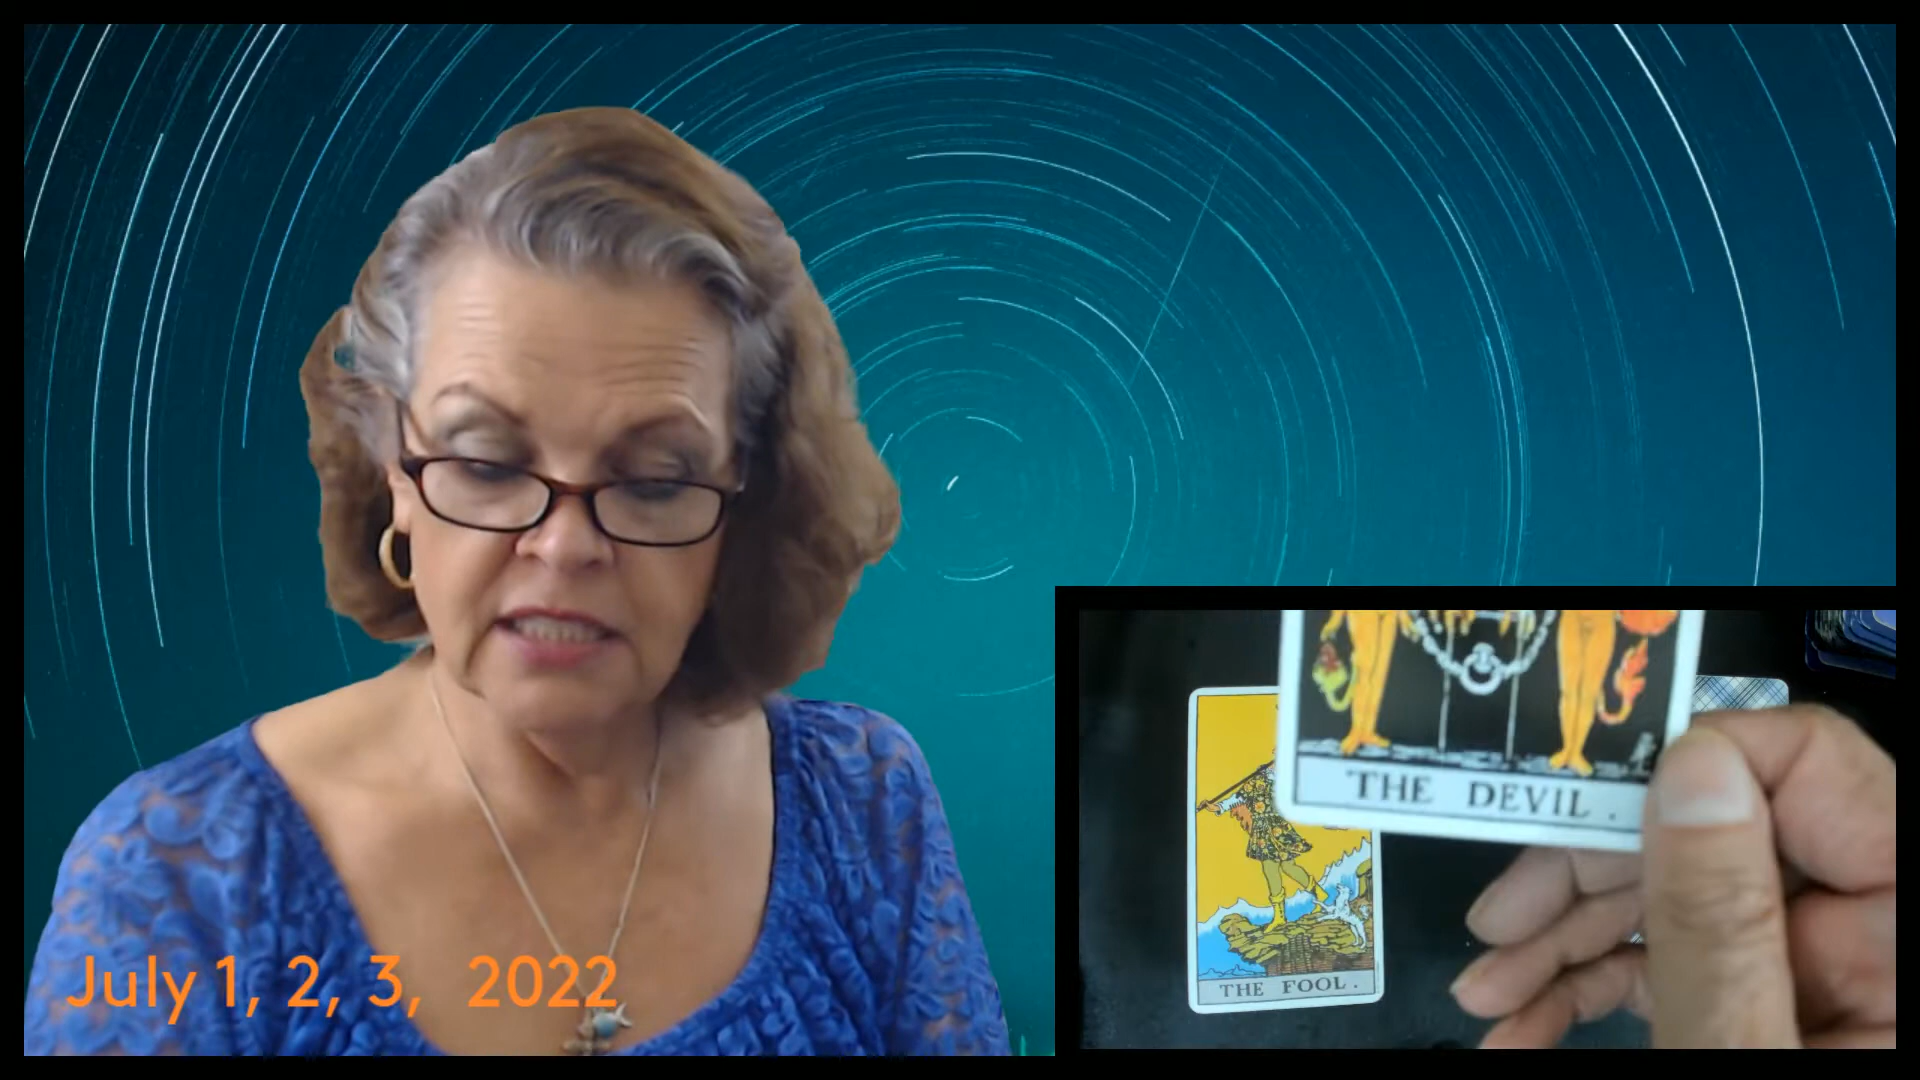 July 1, 2, 3, 2022
THE DEVIL.
THE FOOL.